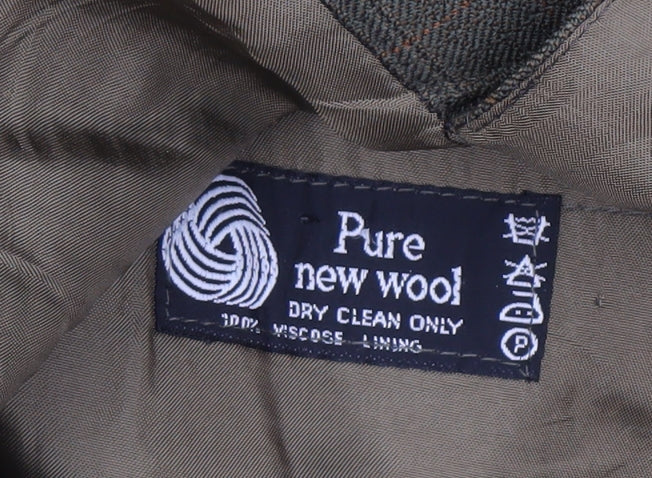 Pure
new wool
DRY CLEAN ONLY
100% VISCOSE LINING
P